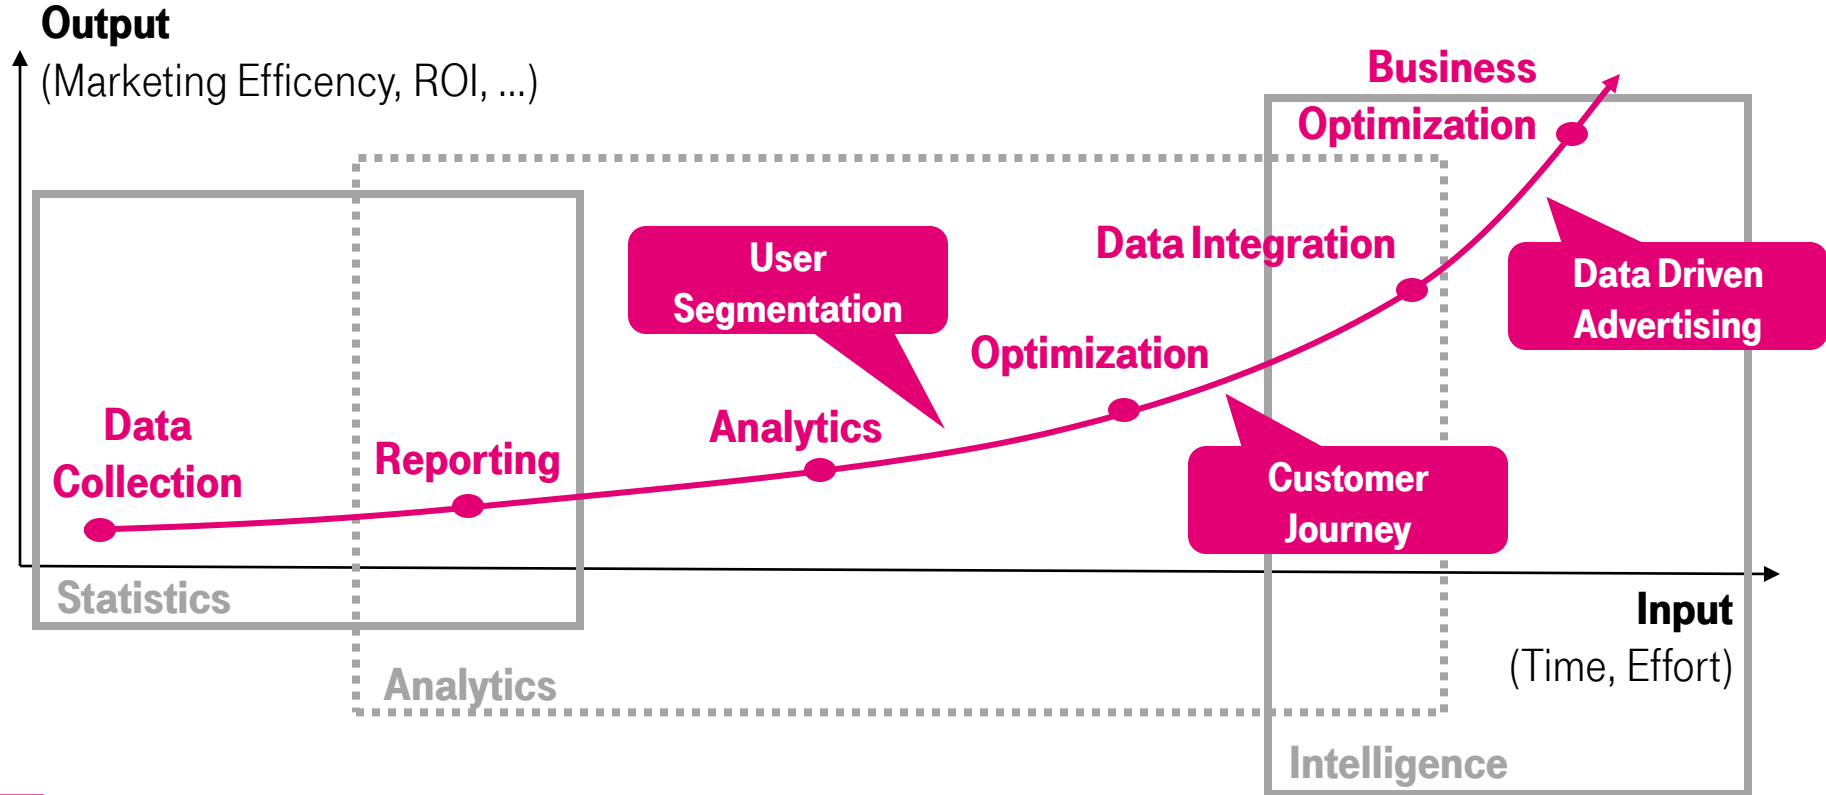 Output
(Marketing Efficency, ROI, ...)
Business
Optimization
Data Integration
User
Segmentation
Data Driven
Advertising
Optimization
Analytics
Data
Collection
Reporting
Customer
Journey
Statistics
Input
(Time, Effort)
Analytics
Intelligence